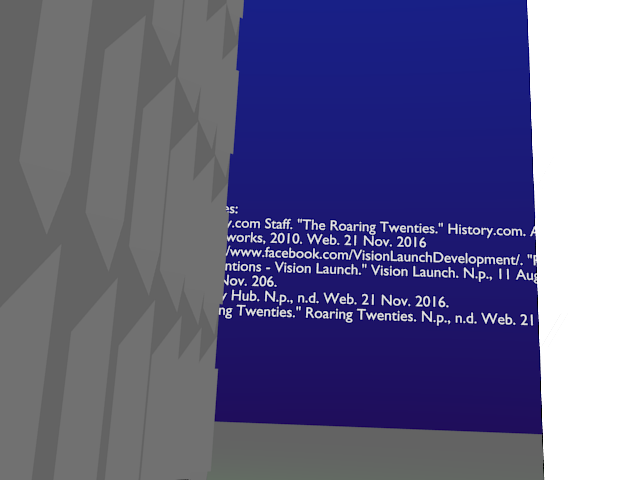 es:
y.com Staff. "The Roaring Twenties." History.com. A
works, 2010. Web. 21 Nov. 2016
/www.facebook.com/VisionLaunchDevelopment/. "
ntions - Vision Launch." Vision Launch. N.p., 11 Aug
Nov. 206.
y Hub. N.p., n.d. Web. 21 Nov. 2016.
ng Twenties." Roaring Twenties. N.p., n.d. Web. 21